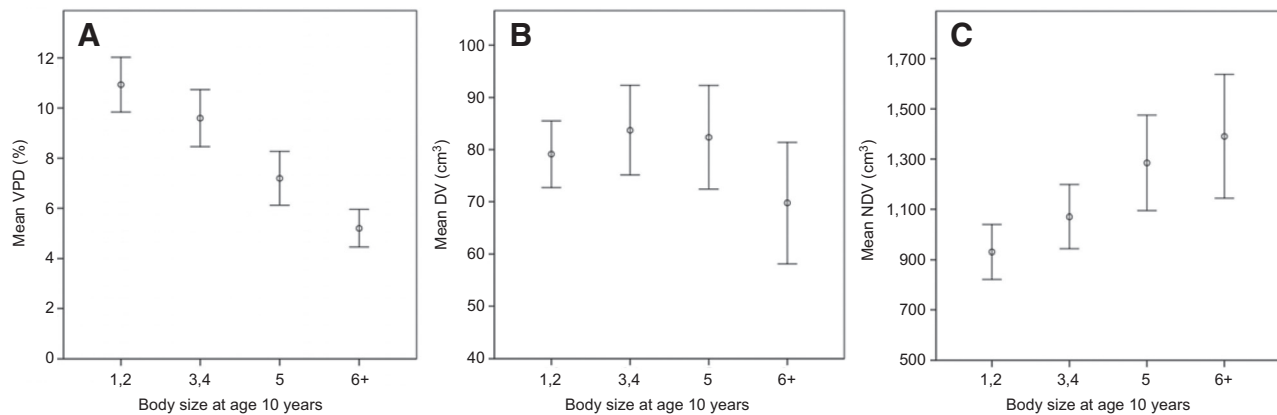 A
Mean VPD (%)
12
10
8
6
4
2
0
1,2 3,4 5 6+
Body size at age 10 years
B
Mean DV (cm³)
100
90
80
70
60
50
40
1,2 3,4 5 6+
Body size at age 10 years
C
Mean NDV (cm³)
1,700
1,500
1,300
1,100
900
700
500
1,2 3,4 5 6+
Body size at age 10 years